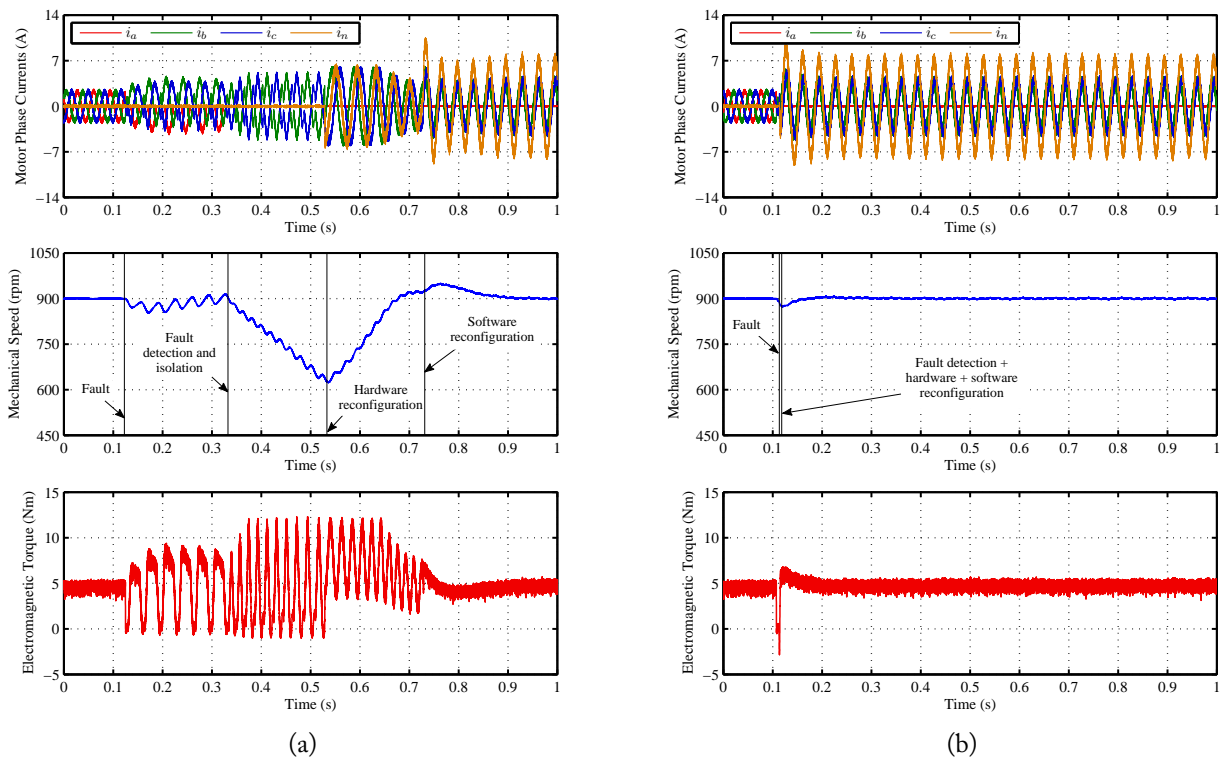 14
7
0
−7
−14
Motor Phase Currents (A)
i_a i_b i_c i_n
0 0.1 0.2 0.3 0.4 0.5 0.6 0.7 0.8 0.9 1
Time (s)
1050
900
750
600
450
Mechanical Speed (rpm)
Fault
Fault
detection and
isolation
Hardware
reconfiguration
Software
reconfiguration
0 0.1 0.2 0.3 0.4 0.5 0.6 0.7 0.8 0.9 1
Time (s)
15
10
5
0
−5
Electromagnetic Torque (Nm)
0 0.1 0.2 0.3 0.4 0.5 0.6 0.7 0.8 0.9 1
Time (s)
(a)
14
7
0
−7
−14
Motor Phase Currents (A)
i_a i_b i_c i_n
0 0.1 0.2 0.3 0.4 0.5 0.6 0.7 0.8 0.9 1
Time (s)
1050
900
750
600
450
Mechanical Speed (rpm)
Fault
Fault detection +
hardware + software
reconfiguration
0 0.1 0.2 0.3 0.4 0.5 0.6 0.7 0.8 0.9 1
Time (s)
15
10
5
0
−5
Electromagnetic Torque (Nm)
0 0.1 0.2 0.3 0.4 0.5 0.6 0.7 0.8 0.9 1
Time (s)
(b)